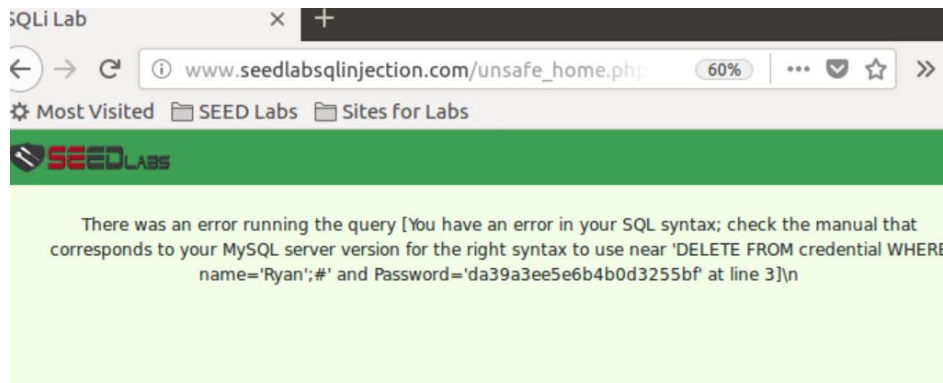 SQLi Lab
www.seedlabsqlinjection.com/unsafe_home.php
60%
Most Visited SEED Labs Sites for Labs
SEEDLABS
There was an error running the query [You have an error in your SQL syntax; check the manual that
corresponds to your MySQL server version for the right syntax to use near 'DELETE FROM credential WHERE
name='Ryan';#' and Password='da39a3ee5e6b4b0d3255bf' at line 3]\n